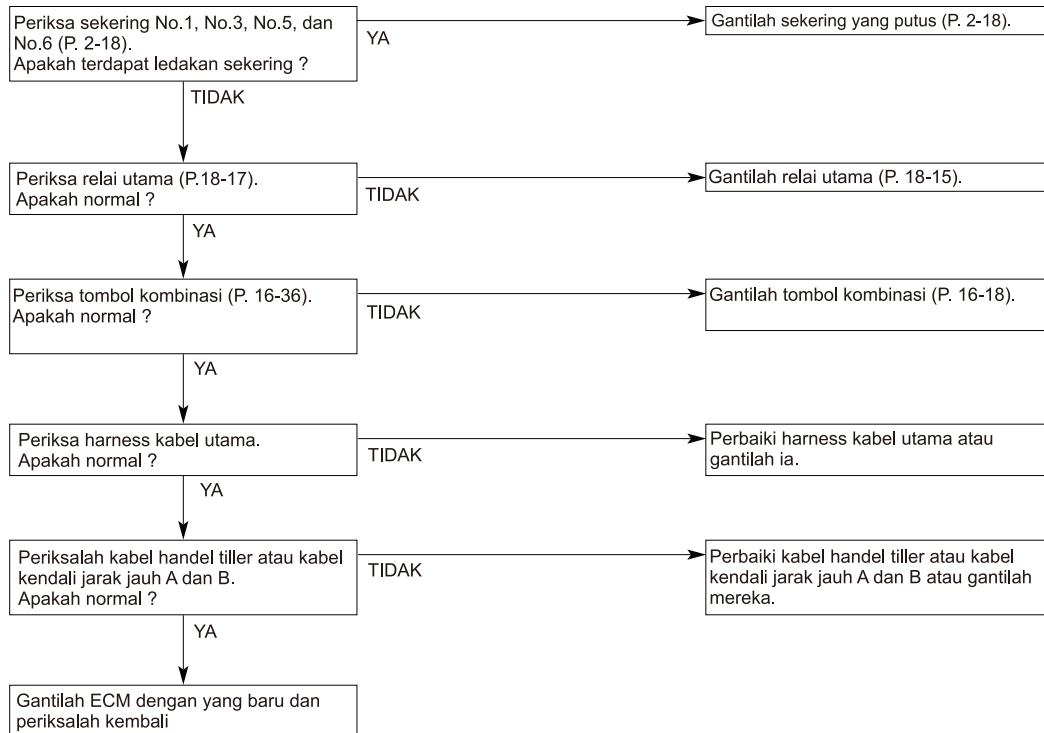 Periksa sekering No.1, No.3, No.5, dan
No.6 (P. 2-18).
Apakah terdapat ledakan sekering ?
YA
Gantilah sekering yang putus (P. 2-18).
TIDAK
Periksa relai utama (P.18-17).
Apakah normal ?
TIDAK
Gantilah relai utama (P. 18-15).
YA
Periksa tombol kombinasi (P. 16-36).
Apakah normal ?
TIDAK
Gantilah tombol kombinasi (P. 16-18).
YA
Periksa harness kabel utama.
Apakah normal ?
TIDAK
Perbaiki harness kabel utama atau
gantilah ia.
YA
Periksalah kabel handel tiller atau kabel
kendali jarak jauh A dan B.
Apakah normal ?
TIDAK
Perbaiki kabel handel tiller atau kabel
kendali jarak jauh A dan B atau gantilah
mereka.
YA
Gantilah ECM dengan yang baru dan
periksalah kembali